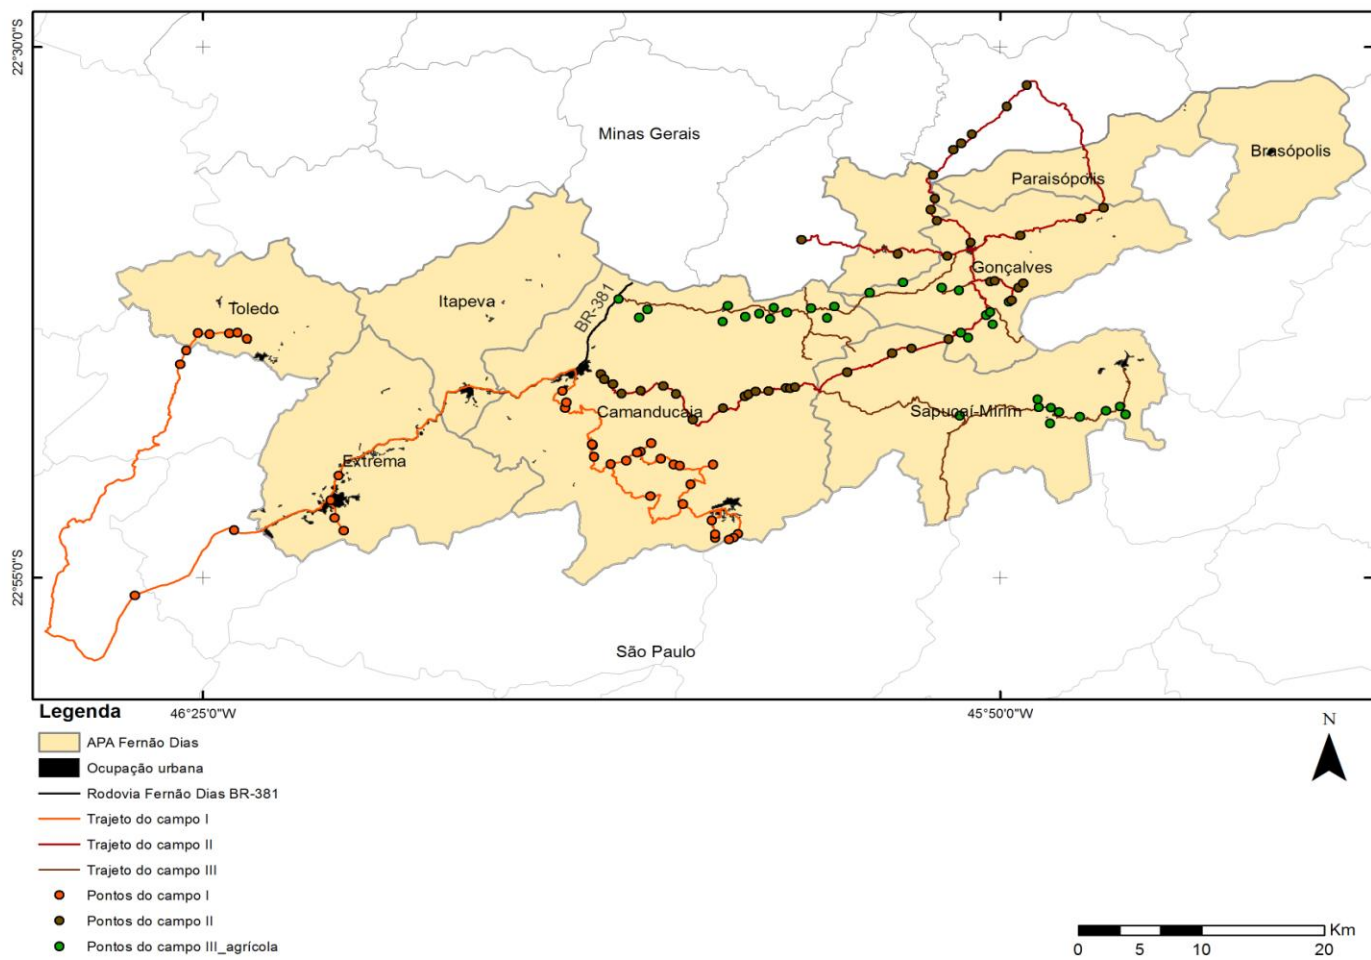 22°30'0"S
Minas Gerais
Brasópolis
Paraisópolis
Gonçalves
Toledo
Itapeva
BR-381
Camanducaia
Sapucaí-Mirim
Extrema
22°55'0"S
São Paulo
46°25'0"W
45°50'0"W
Legenda
APA Fernão Dias
Ocupação urbana
Rodovia Fernão Dias BR-381
Trajeto do campo I
Trajeto do campo II
Trajeto do campo III
Pontos do campo I
Pontos do campo II
Pontos do campo III_agrícola
N
Km
0 5 10 20